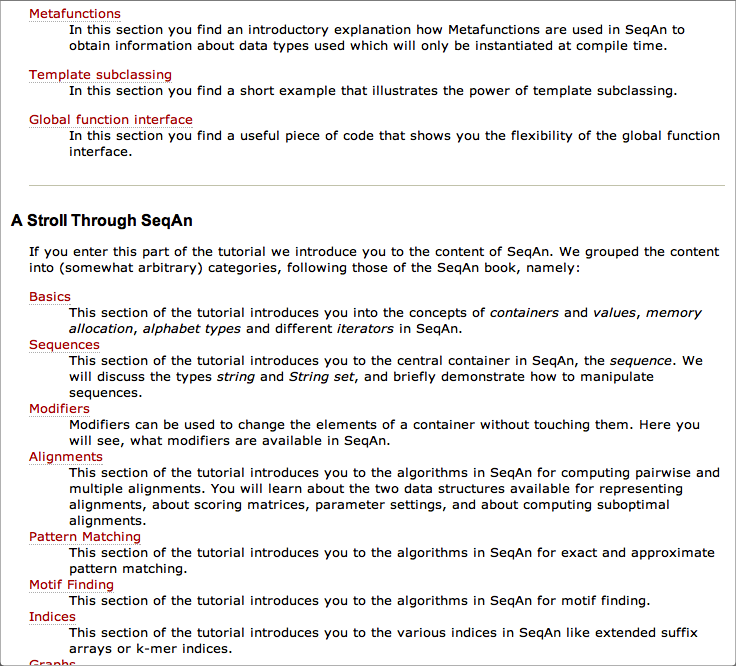 Metafunctions
In this section you find an introductory explanation how Metafunctions are used in SeqAn to
obtain information about data types used which will only be instantiated at compile time.
Template subclassing
In this section you find a short example that illustrates the power of template subclassing.
Global function interface
In this section you find a useful piece of code that shows you the flexibility of the global function
interface.
A Stroll Through SeqAn
If you enter this part of the tutorial we introduce you to the content of SeqAn. We grouped the content
into (somewhat arbitrary) categories, following those of the SeqAn book, namely:
Basics
This section of the tutorial introduces you into the concepts of containers and values, memory
allocation, alphabet types and different iterators in SeqAn.
Sequences
This section of the tutorial introduces you to the central container in SeqAn, the sequence. We
will discuss the types string and String set, and briefly demonstrate how to manipulate
sequences.
Modifiers
Modifiers can be used to change the elements of a container without touching them. Here you
will see, what modifiers are available in SeqAn.
Alignments
This section of the tutorial introduces you to the algorithms in SeqAn for computing pairwise and
multiple alignments. You will learn about the two data structures available for representing
alignments, about scoring matrices, parameter settings, and about computing suboptimal
alignments.
Pattern Matching
This section of the tutorial introduces you to the algorithms in SeqAn for exact and approximate
pattern matching.
Motif Finding
This section of the tutorial introduces you to the algorithms in SeqAn for motif finding.
Indices
This section of the tutorial introduces you to the various indices in SeqAn like extended suffix
arrays or k-mer indices.
Graphs